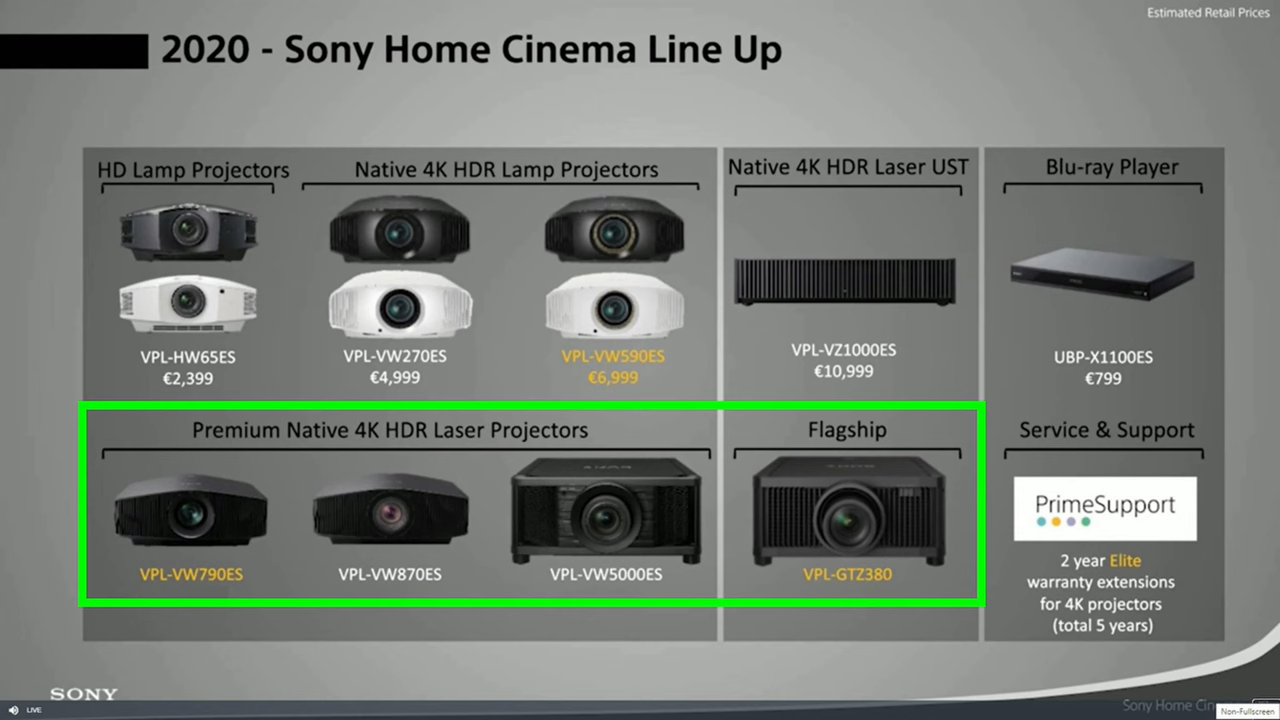 Estimated Retail Prices
2020 - Sony Home Cinema Line Up
HD Lamp Projectors
VPL-HW65ES
€2,399
Native 4K HDR Lamp Projectors
VPL-VW270ES
€4,999
VPL-VW590ES
€6,999
Native 4K HDR Laser UST
VPL-VZ1000ES
€10,999
Blu-ray Player
UBP-X1100ES
€799
Premium Native 4K HDR Laser Projectors
VPL-VW790ES
VPL-VW870ES
VPL-VW5000ES
Flagship
VPL-GTZ380
Service & Support
PrimeSupport
2 year Elite
warranty extensions
for 4K projectors
(total 5 years)
SONY
LIVE
Sony Home
Non-Fullscreen